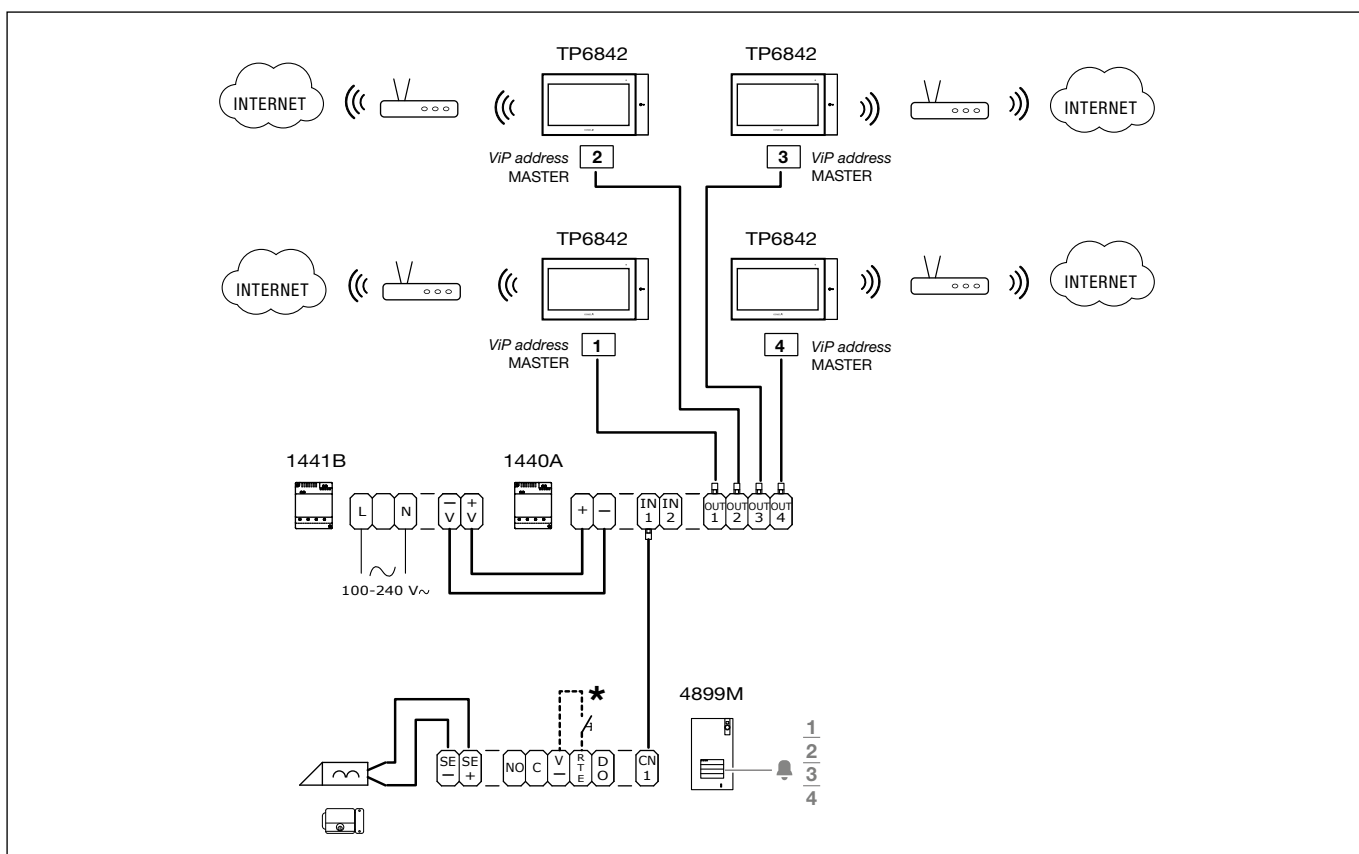 TP6842 TP6842
INTERNET INTERNET
ViP address 2 3 ViP address
MASTER MASTER
TP6842 TP6842
INTERNET INTERNET
ViP address 1 4 ViP address
MASTER MASTER
1441B 1440A
L N – V + V + – IN 1 IN 2 OUT 1 OUT 2 OUT 3 OUT 4
100-240 V~
* 4899M
SE – SE + NO C V – RTE DO CN 1
1
2
3
4